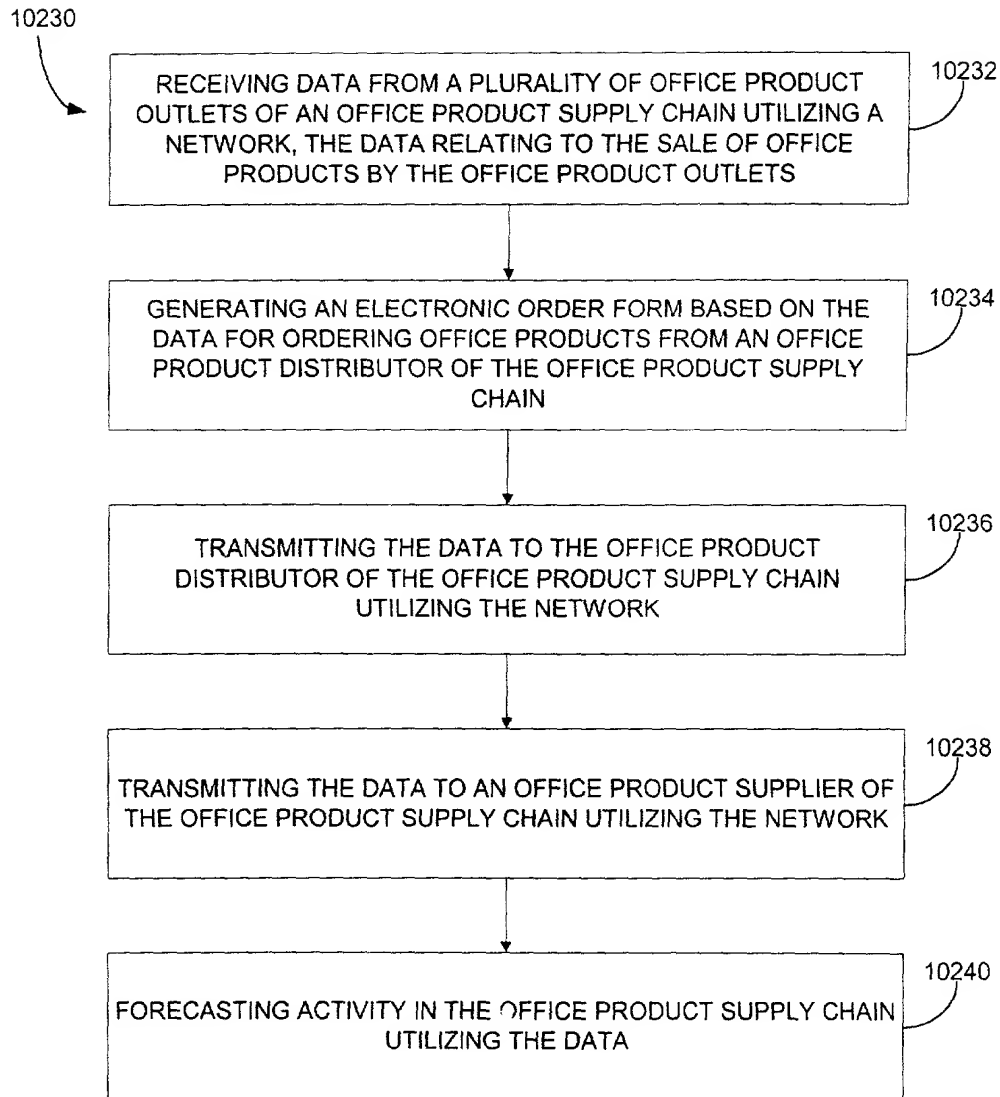 10230
RECEIVING DATA FROM A PLURALITY OF OFFICE PRODUCT
OUTLETS OF AN OFFICE PRODUCT SUPPLY CHAIN UTILIZING A
NETWORK, THE DATA RELATING TO THE SALE OF OFFICE
PRODUCTS BY THE OFFICE PRODUCT OUTLETS
10232
GENERATING AN ELECTRONIC ORDER FORM BASED ON THE
DATA FOR ORDERING OFFICE PRODUCTS FROM AN OFFICE
PRODUCT DISTRIBUTOR OF THE OFFICE PRODUCT SUPPLY
CHAIN
10234
TRANSMITTING THE DATA TO THE OFFICE PRODUCT
DISTRIBUTOR OF THE OFFICE PRODUCT SUPPLY CHAIN
UTILIZING THE NETWORK
10236
TRANSMITTING THE DATA TO AN OFFICE PRODUCT SUPPLIER OF
THE OFFICE PRODUCT SUPPLY CHAIN UTILIZING THE NETWORK
10238
FORECASTING ACTIVITY IN THE OFFICE PRODUCT SUPPLY CHAIN
UTILIZING THE DATA
10240